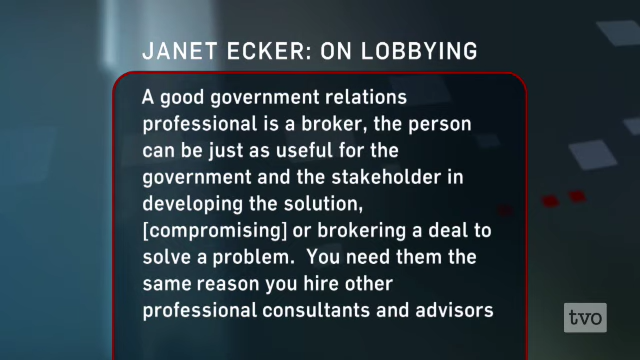 JANET ECKER: ON LOBBYING
A good government relations
professional is a broker, the person
can be just as useful for the
government and the stakeholder in
developing the solution,
[compromising] or brokering a deal to
solve a problem.  You need them the
same reason you hire other
professional consultants and advisors
tvo